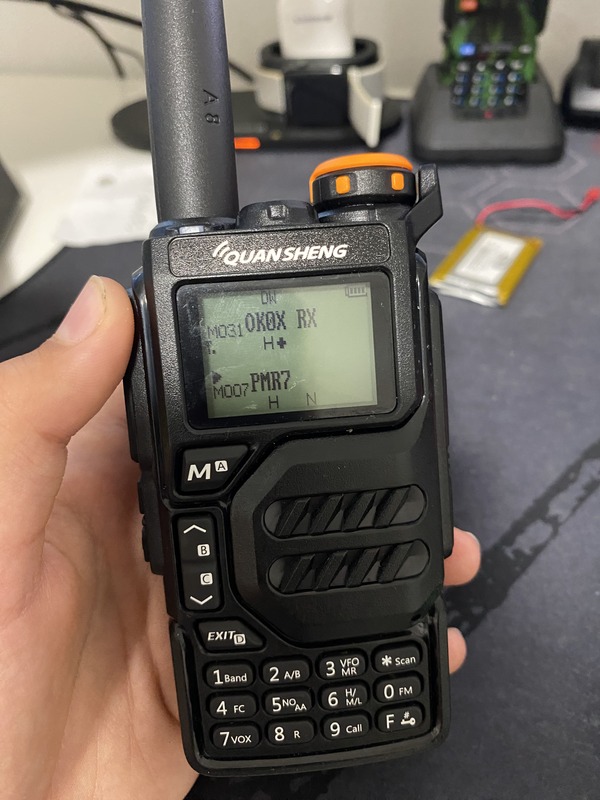 A8
QUANSHENG
DW
M031 OK0X RX
T. H+
M007 PMR7
H N
M A
B
C
EXIT D
1 Band 2 A/B 3 VFO MR * Scan
4 FC 5 NOAA 6 H/M/L 0 FM
7 VOX 8 R 9 Call F